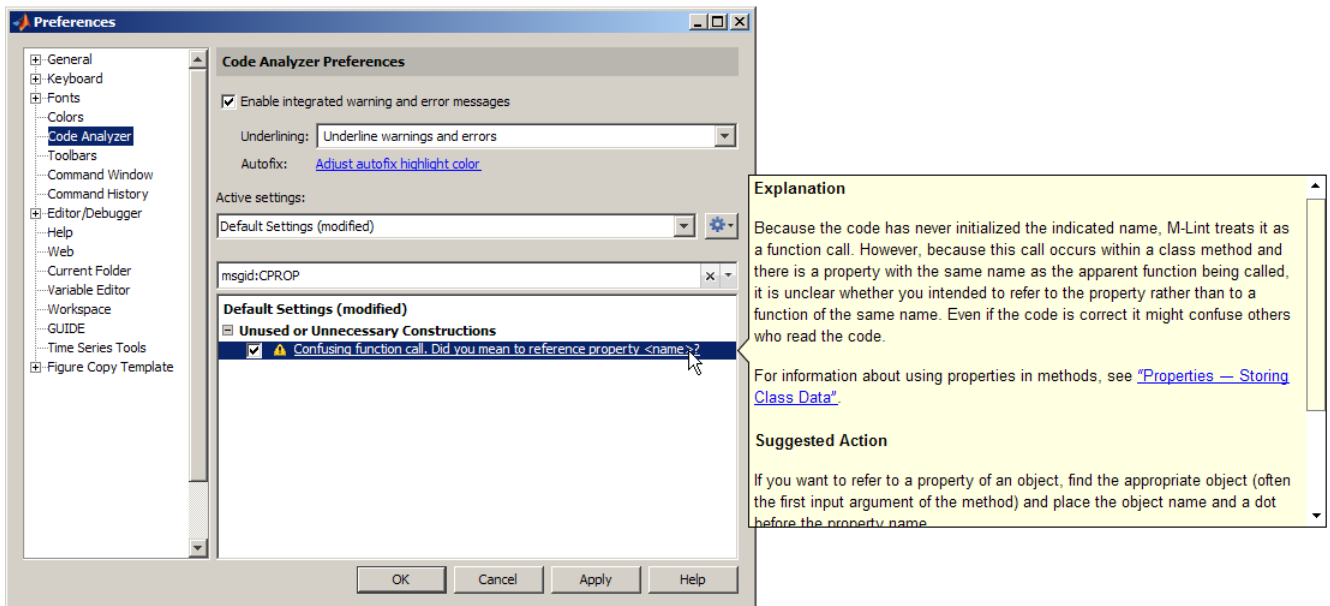 Preferences
General
Keyboard
Fonts
Colors
Code Analyzer
Toolbars
Command Window
Command History
Editor/Debugger
Help
Web
Current Folder
Variable Editor
Workspace
GUIDE
Time Series Tools
Figure Copy Template
Code Analyzer Preferences
Enable integrated warning and error messages
Underlining: Underline warnings and errors
Autofix: Adjust autofix highlight color
Active settings:
Default Settings (modified)
msgid:CPROP
Default Settings (modified)
Unused or Unnecessary Constructions
Confusing function call. Did you mean to reference property <name>?
OK Cancel Apply Help
Explanation
Because the code has never initialized the indicated name, M-Lint treats it as
a function call. However, because this call occurs within a class method and
there is a property with the same name as the apparent function being called,
it is unclear whether you intended to refer to the property rather than to a
function of the same name. Even if the code is correct it might confuse others
who read the code.
For information about using properties in methods, see "Properties — Storing
Class Data".
Suggested Action
If you want to refer to a property of an object, find the appropriate object (often
the first input argument of the method) and place the object name and a dot
before the property name.